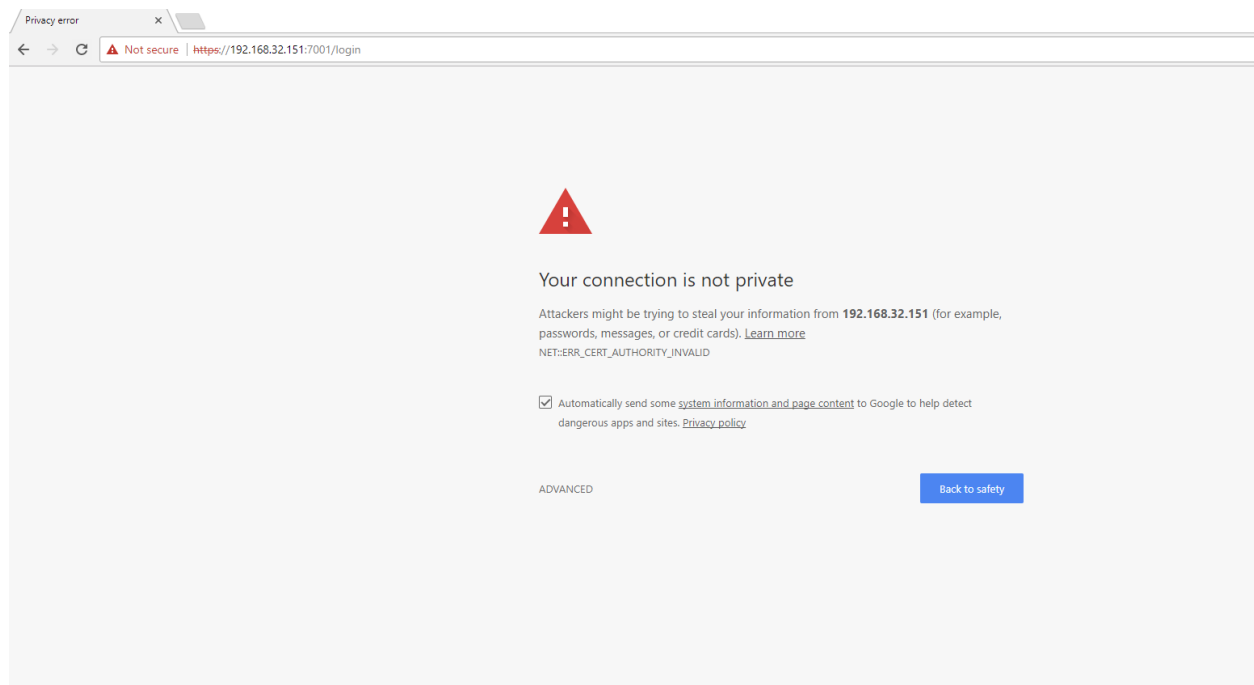 Privacy error
Not secure | https://192.168.32.151:7001/login
Your connection is not private
Attackers might be trying to steal your information from 192.168.32.151 (for example,
passwords, messages, or credit cards). Learn more
NET::ERR_CERT_AUTHORITY_INVALID
Automatically send some system information and page content to Google to help detect
dangerous apps and sites. Privacy policy
ADVANCED
Back to safety